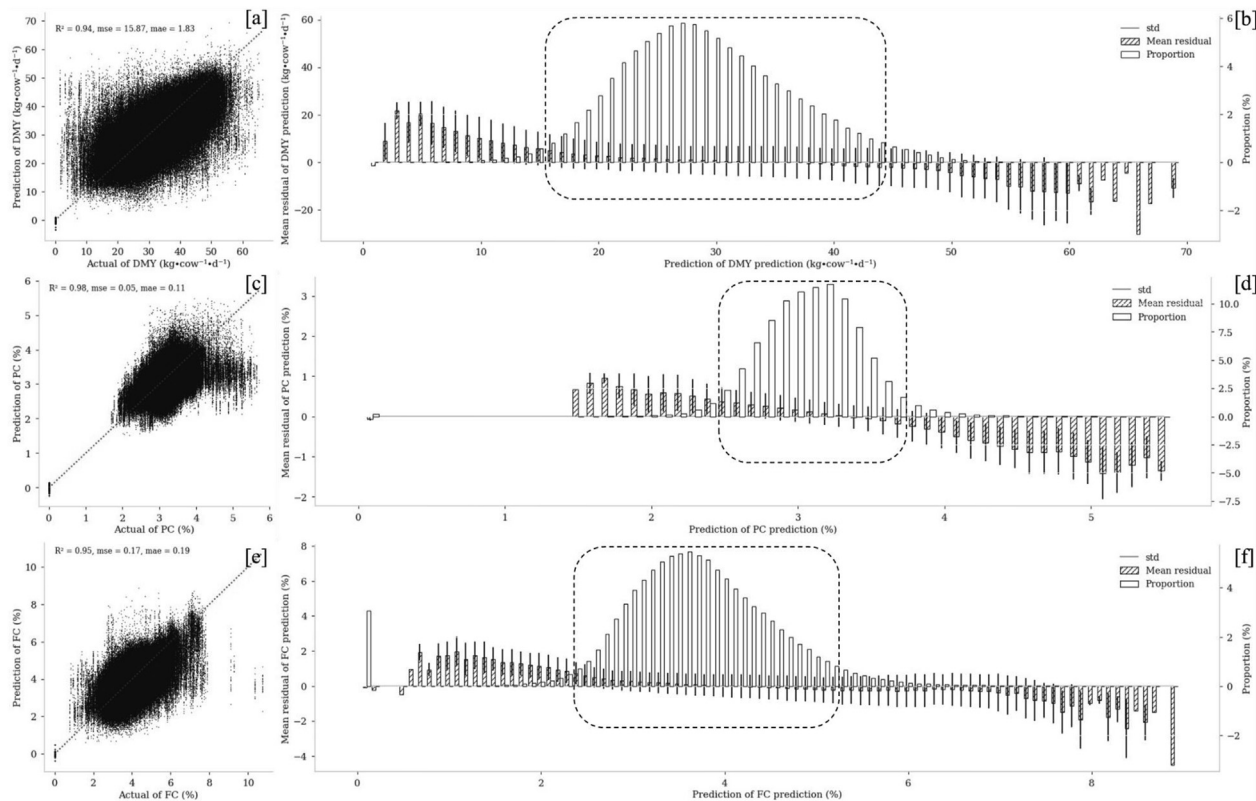 [a]
R² = 0.94, mse = 15.87, mae = 1.83
Prediction of DMY (kg•cow⁻¹•d⁻¹)
70
60
50
40
30
20
10
0
0 10 20 30 40 50 60
Actual of DMY (kg•cow⁻¹•d⁻¹)
[b]
Mean residual of DMY prediction (kg•cow⁻¹•d⁻¹)
60
40
20
0
−20
std
Mean residual
Proportion
6
4
2
0
−2
Proportion (%)
0 10 20 30 40 50 60 70
Prediction of DMY prediction (kg•cow⁻¹•d⁻¹)
[c]
R² = 0.98, mse = 0.05, mae = 0.11
Prediction of PC (%)
6
5
4
3
2
1
0
0 1 2 3 4 5 6
Actual of PC (%)
[d]
Mean residual of PC prediction (%)
3
2
1
0
−1
−2
std
Mean residual
Proportion
10.0
7.5
5.0
2.5
0.0
−2.5
−5.0
−7.5
Proportion (%)
0 1 2 3 4 5
Prediction of PC prediction (%)
[e]
R² = 0.95, mse = 0.17, mae = 0.19
Prediction of FC (%)
10
8
6
4
2
0
0 2 4 6 8 10
Actual of FC (%)
[f]
Mean residual of FC prediction (%)
8
6
4
2
0
−2
−4
std
Mean residual
Proportion
4
2
0
−2
Proportion (%)
0 2 4 6 8
Prediction of FC prediction (%)